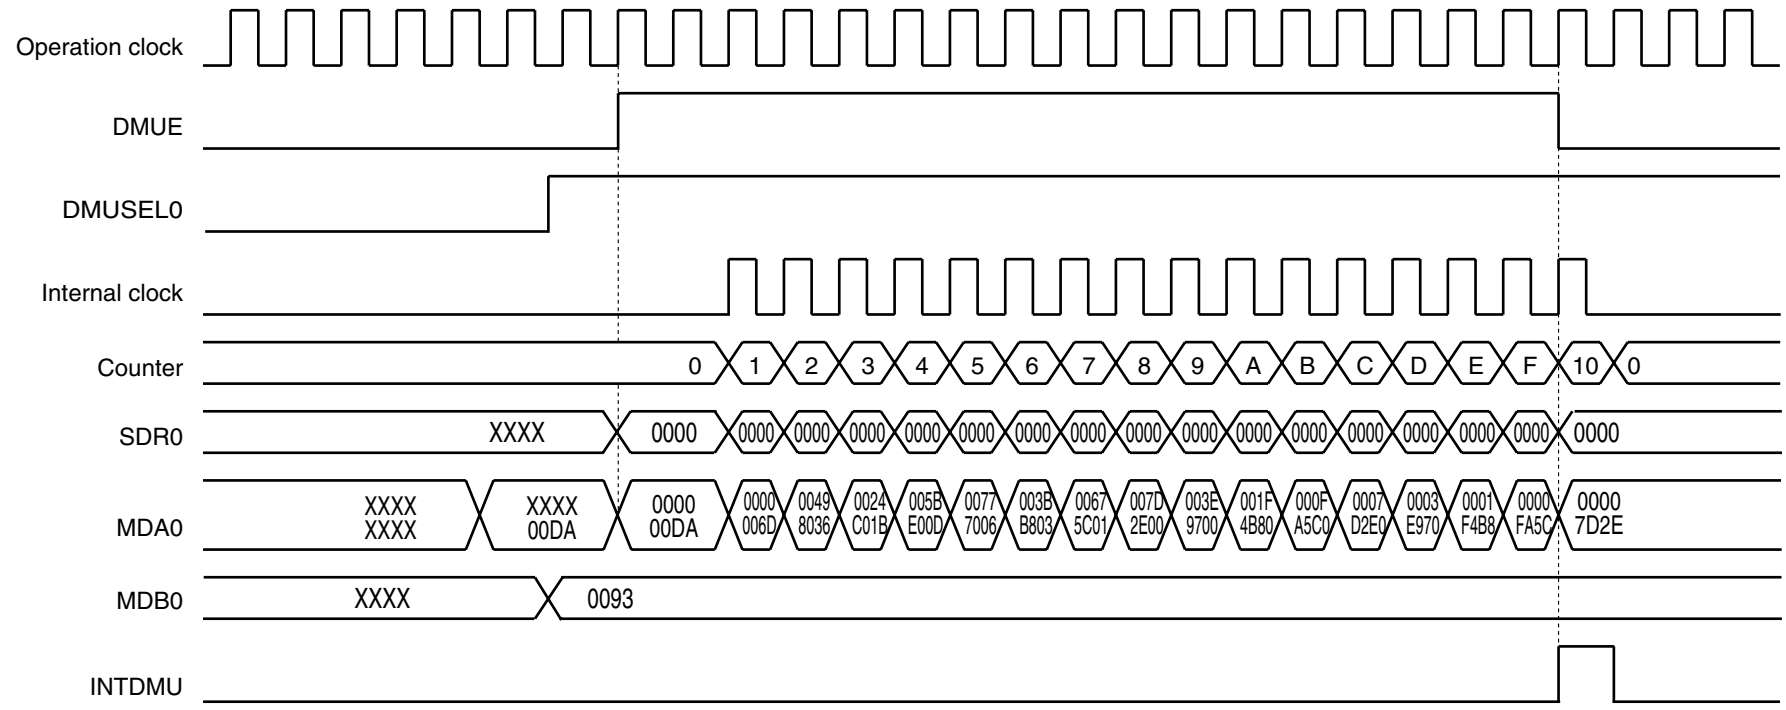 Operation clock
DMUE
DMUSEL0
Internal clock
Counter 0 1 2 3 4 5 6 7 8 9 A B C D E F 10 0
SDR0 XXXX 0000 0000 0000 0000 0000 0000 0000 0000 0000 0000 0000 0000 0000 0000 0000 0000 0000
XXXX XXXX 0000 0000 0049 0024 005B 0077 003B 0067 007D 003E 001F 000F 0007 0003 0001 0000 0000
MDA0 XXXX 00DA 00DA 006D 8036 C01B E00D 7006 B803 5C01 2E00 9700 4B80 A5C0 D2E0 E970 F4B8 FA5C 7D2E
MDB0 XXXX 0093
INTDMU